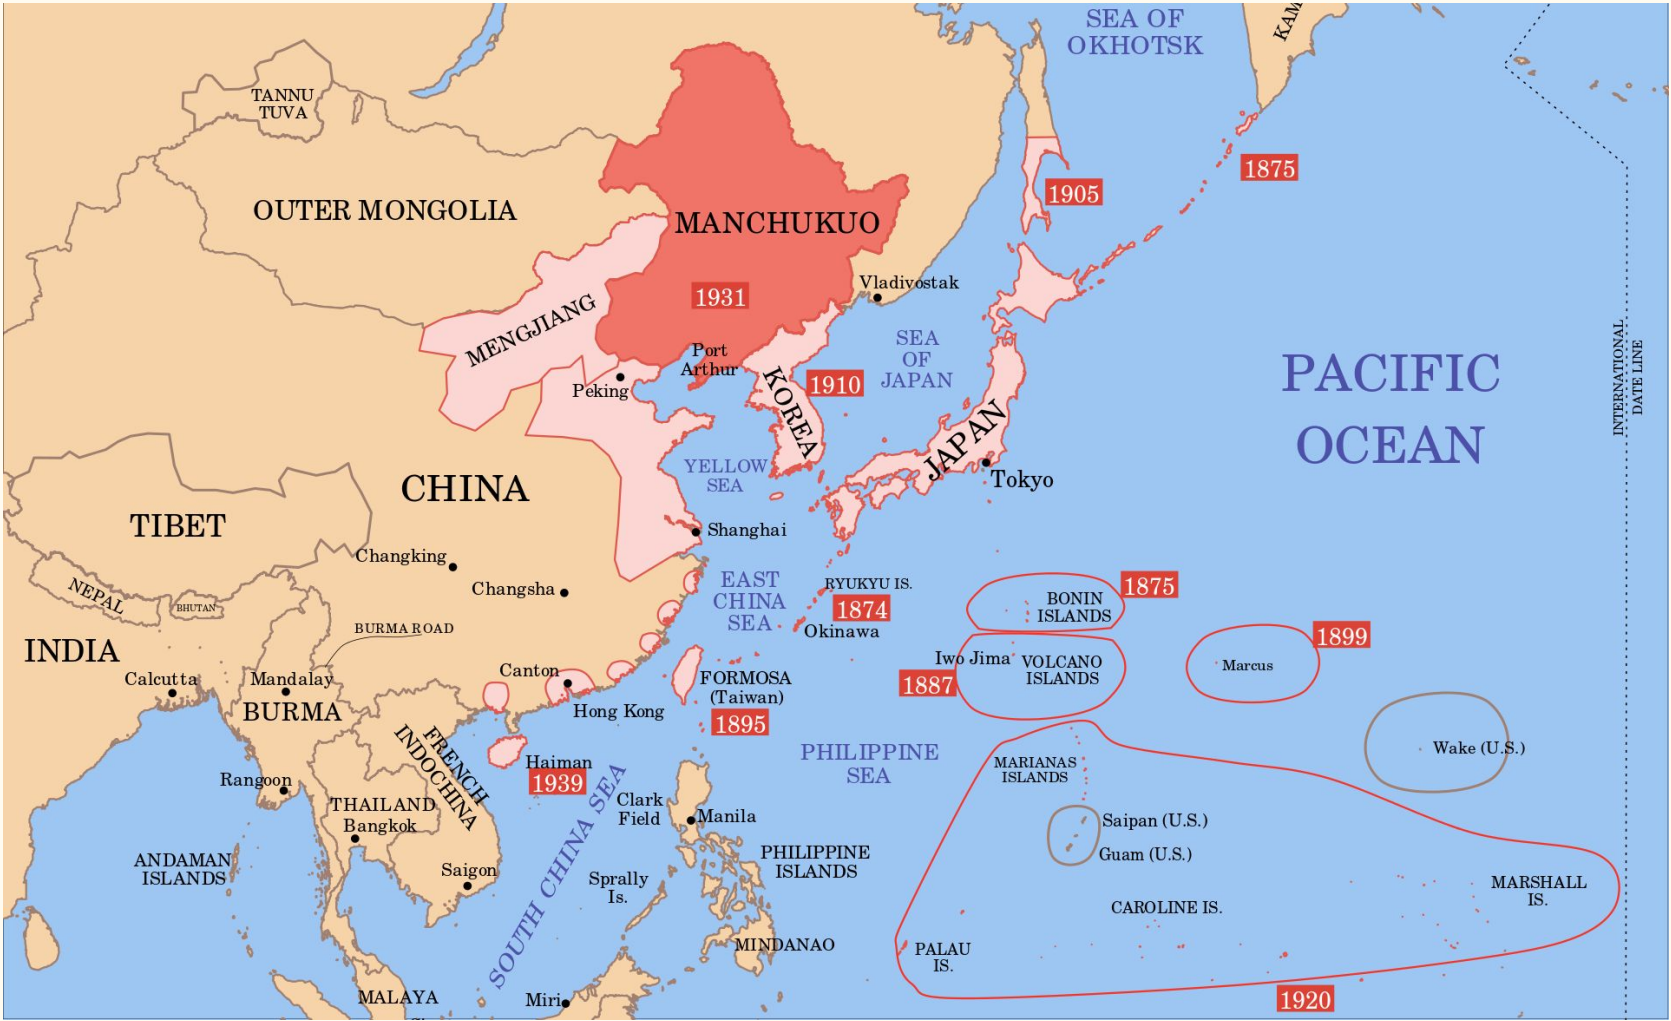 SEA OF
OKHOTSK
KAM
TANNU
TUVA
1875
1905
OUTER MONGOLIA
MANCHUKUO
Vladivostak
1931
MENGJIANG
SEA
OF
JAPAN
Port
Arthur
Peking
1910
KOREA
JAPAN
PACIFIC
OCEAN
INTERNATIONAL
DATE LINE
YELLOW
SEA
Tokyo
CHINA
TIBET
Shanghai
Changking
Changsha
NEPAL
BHUTAN
EAST
CHINA
SEA
RYUKYU IS.
1874
Okinawa
BONIN
ISLANDS
1875
BURMA ROAD
INDIA
Iwo Jima
VOLCANO
ISLANDS
1887
Marcus
1899
Calcutta
Mandalay
BURMA
Canton
Hong Kong
FORMOSA
(Taiwan)
1895
FRENCH
INDOCHINA
Haiman
1939
PHILIPPINE
SEA
MARIANAS
ISLANDS
Wake (U.S.)
Rangoon
THAILAND
Bangkok
SOUTH CHINA SEA
Clark
Field
Manila
Saipan (U.S.)
Guam (U.S.)
ANDAMAN
ISLANDS
Saigon
Sprally
Is.
PHILIPPINE
ISLANDS
CAROLINE IS.
MARSHALL
IS.
MINDANAO
PALAU
IS.
MALAYA
Miri
1920